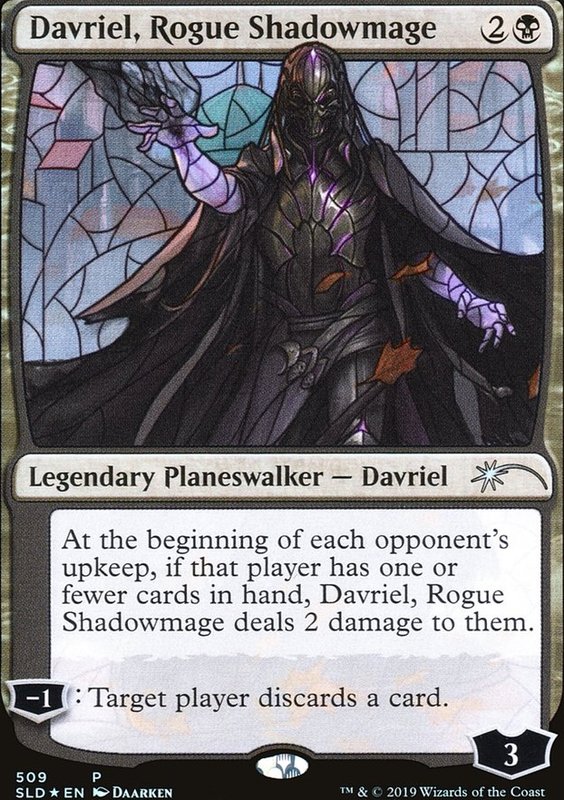 Davriel, Rogue Shadowmage 2
Legendary Planeswalker — Davriel
At the beginning of each opponent's
upkeep, if that player has one or
fewer cards in hand, Davriel, Rogue
Shadowmage deals 2 damage to them.
-1 : Target player discards a card.
3
509 P
SLD ★ EN DAARKEN
™ & © 2019 Wizards of the Coast